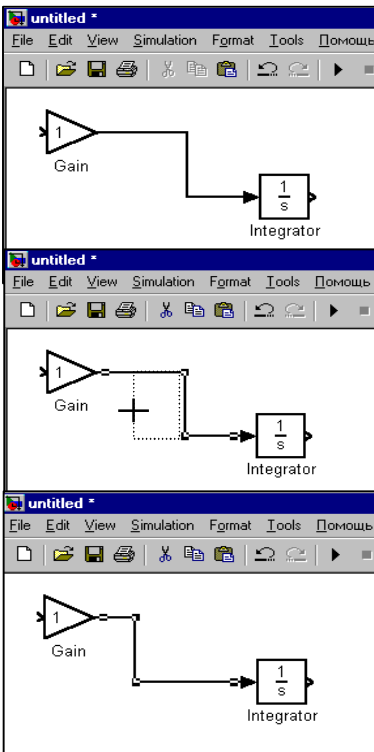 untitled *
File Edit View Simulation Format Tools Помощь
1
Gain
1
s
Integrator
untitled *
File Edit View Simulation Format Tools Помощь
1
Gain
1
s
Integrator
untitled *
File Edit View Simulation Format Tools Помощь
1
Gain
1
s
Integrator